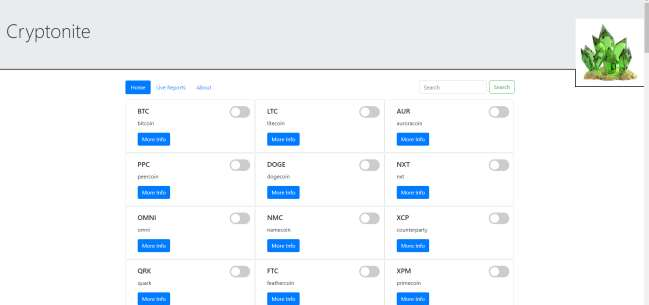 Cryptonite
Home Live Reports About Search Search
BTC LTC AUR
bitcoin litecoin auroracoin
More Info More Info More Info
PPC DOGE NXT
peercoin dogecoin nxt
More Info More Info More Info
OMNI NMC XCP
omni namecoin counterparty
More Info More Info More Info
QRK FTC XPM
quark feathercoin primecoin
More Info More Info More Info